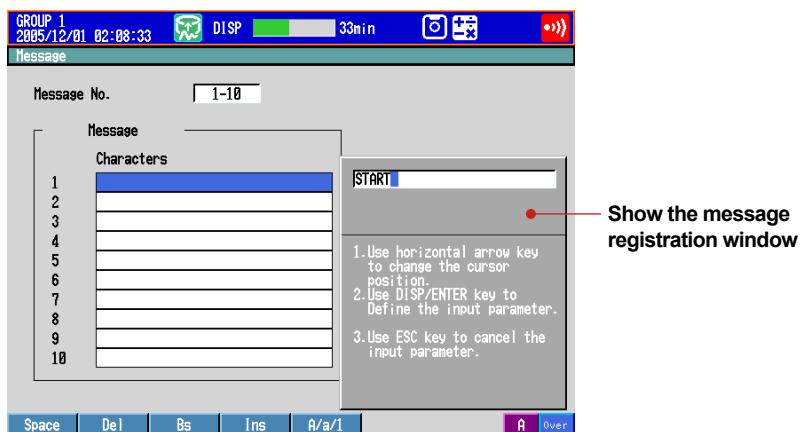 GROUP 1
2005/12/01 02:08:33 DISP 33min
Message
Message No. 1-10
Message
Characters
1
2
3
4
5
6
7
8
9
10
START
1.Use horizontal arrow key
to change the cursor
position.
2.Use DISP/ENTER key to
Define the input parameter.
3.Use ESC key to cancel the
input parameter.
Show the message
registration window
Space Del Bs Ins A/a/1 A Over